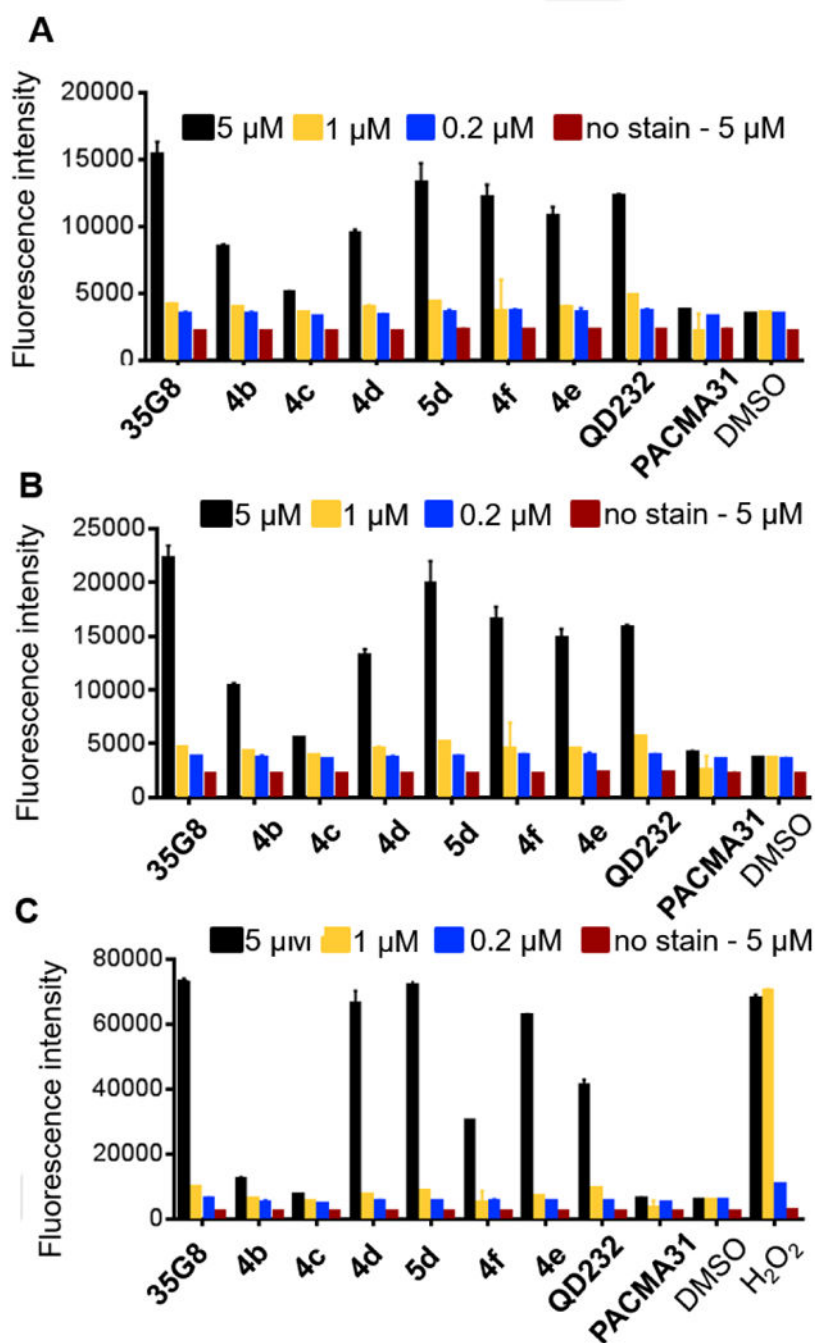 A
Fluorescence intensity
20000
15000
10000
5000
0
5 µM 1 µM 0.2 µM no stain - 5 µM
35G8 4b 4c 4d 5d 4f 4e QD232 PACMA31 DMSO
B
Fluorescence intensity
25000
20000
15000
10000
5000
0
5 µM 1 µM 0.2 µM no stain - 5 µM
35G8 4b 4c 4d 5d 4f 4e QD232 PACMA31 DMSO
C
Fluorescence intensity
80000
60000
40000
20000
0
5 µM 1 µM 0.2 µM no stain - 5 µM
35G8 4b 4c 4d 5d 4f 4e QD232 PACMA31 DMSO H₂O₂